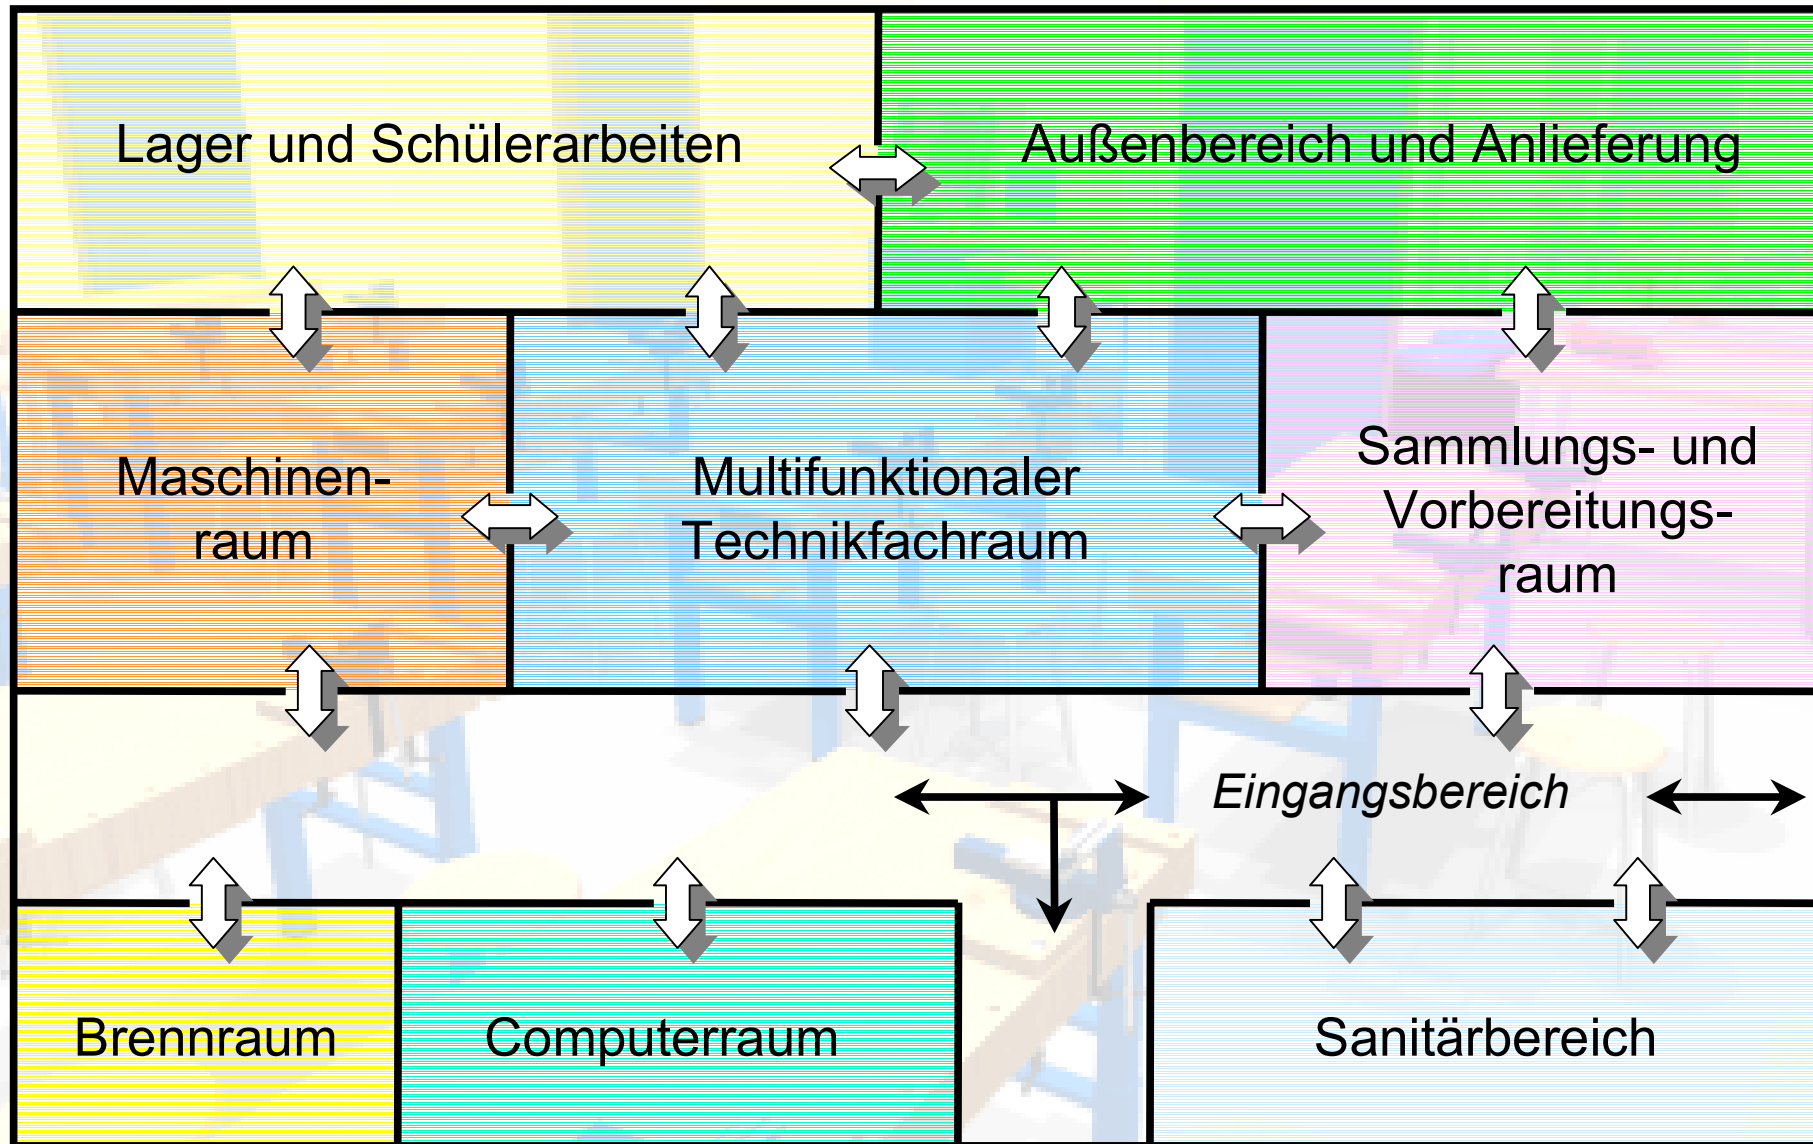 Lager und Schülerarbeiten
Außenbereich und Anlieferung
Maschinen-
raum
Multifunktionaler
Technikfachraum
Sammlungs- und
Vorbereitungs-
raum
Eingangsbereich
Brennraum
Computerraum
Sanitärbereich